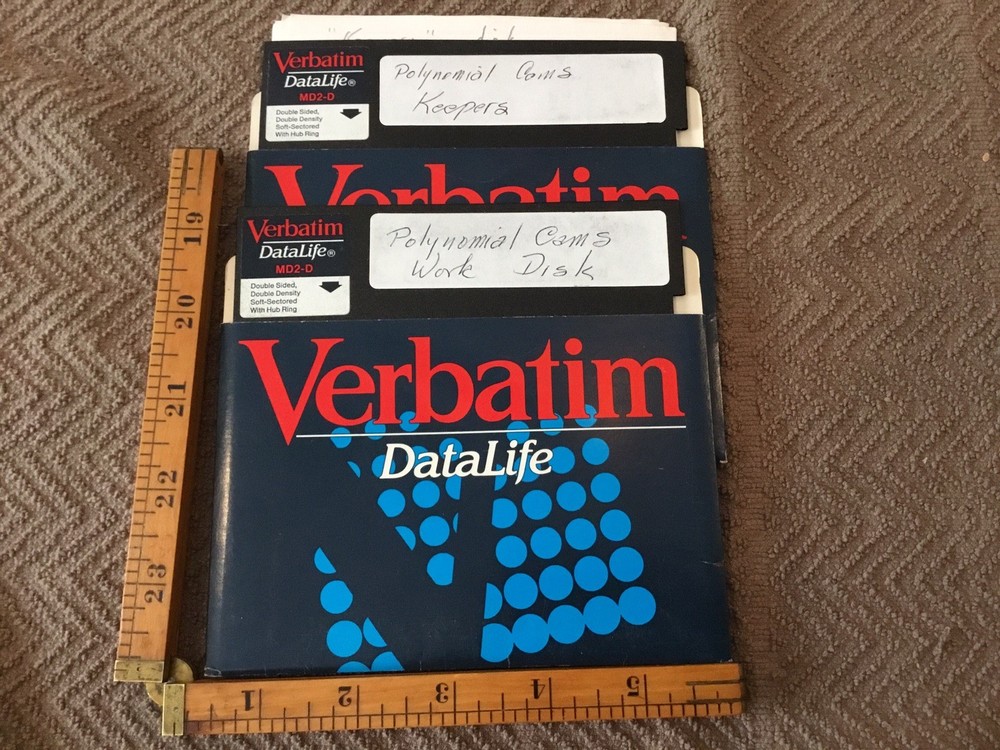 "Keepers" disk
Verbatim
DataLife®
MD2-D
Double Sided,
Double Density
Soft-Sectored
With Hub Ring
Polynomial Cams
Keepers
Verbatim
Verbatim
DataLife®
MD2-D
Double Sided,
Double Density
Soft-Sectored
With Hub Ring
Polynomial Cams
Work Disk
Verbatim
DataLife
19
20
21
22
23
1
2
3
4
5